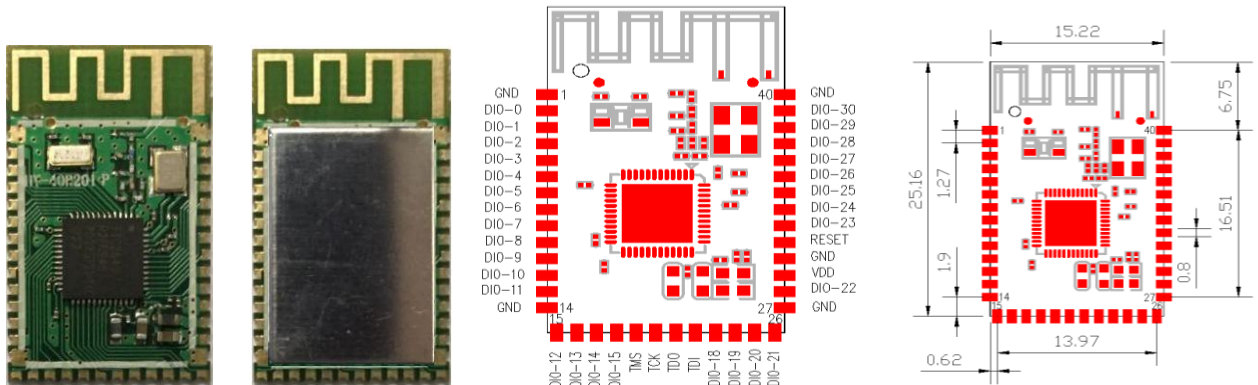 GND 1 40 GND
DIO-0 DIO-30
DIO-1 DIO-29
DIO-2 DIO-28
DIO-3 DIO-27
DIO-4 DIO-26
DIO-5 DIO-25
DIO-6 DIO-24
DIO-7 DIO-23
DIO-8 RESET
DIO-9 GND
DIO-10 VDD
DIO-11 DIO-22
GND 14 27 GND
15 26
DIO-12
DIO-13
DIO-14
DIO-15
TMS
TCK
TDO
TDI
DIO-18
DIO-19
DIO-20
DIO-21
15.22
6.75
1 40
1.27
25.16
16.51
1.9
0.8
14 27
15 26
13.97
0.62